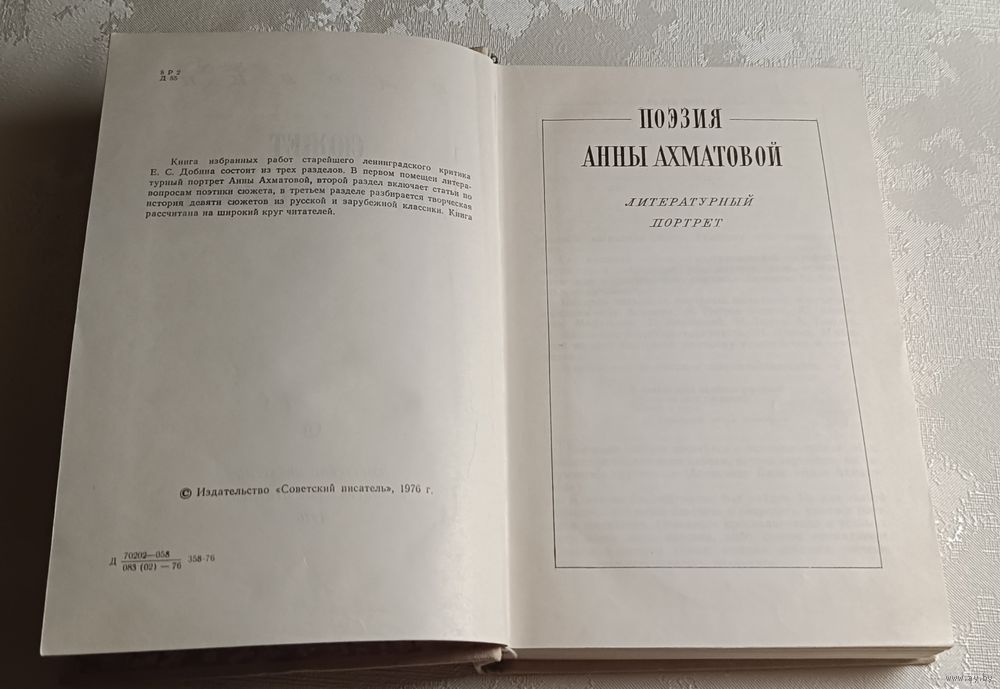 8 Р 2
Д 55
Книга избранных работ старейшего ленинградского критика
Е. С. Добина состоит из трех разделов. В первом помещен литера-
турный портрет Анны Ахматовой, второй раздел включает статьи по
вопросам поэтики сюжета, в третьем разделе разбирается творческая
история девяти сюжетов из русской и зарубежной классики. Книга
рассчитана на широкий круг читателей.
© Издательство «Советский писатель», 1976 г.
Д 70202—058 358-76
083 (02) — 76
ПОЭЗИЯ
АННЫ АХМАТОВОЙ
ЛИТЕРАТУРНЫЙ
ПОРТРЕТ
www.ay.by